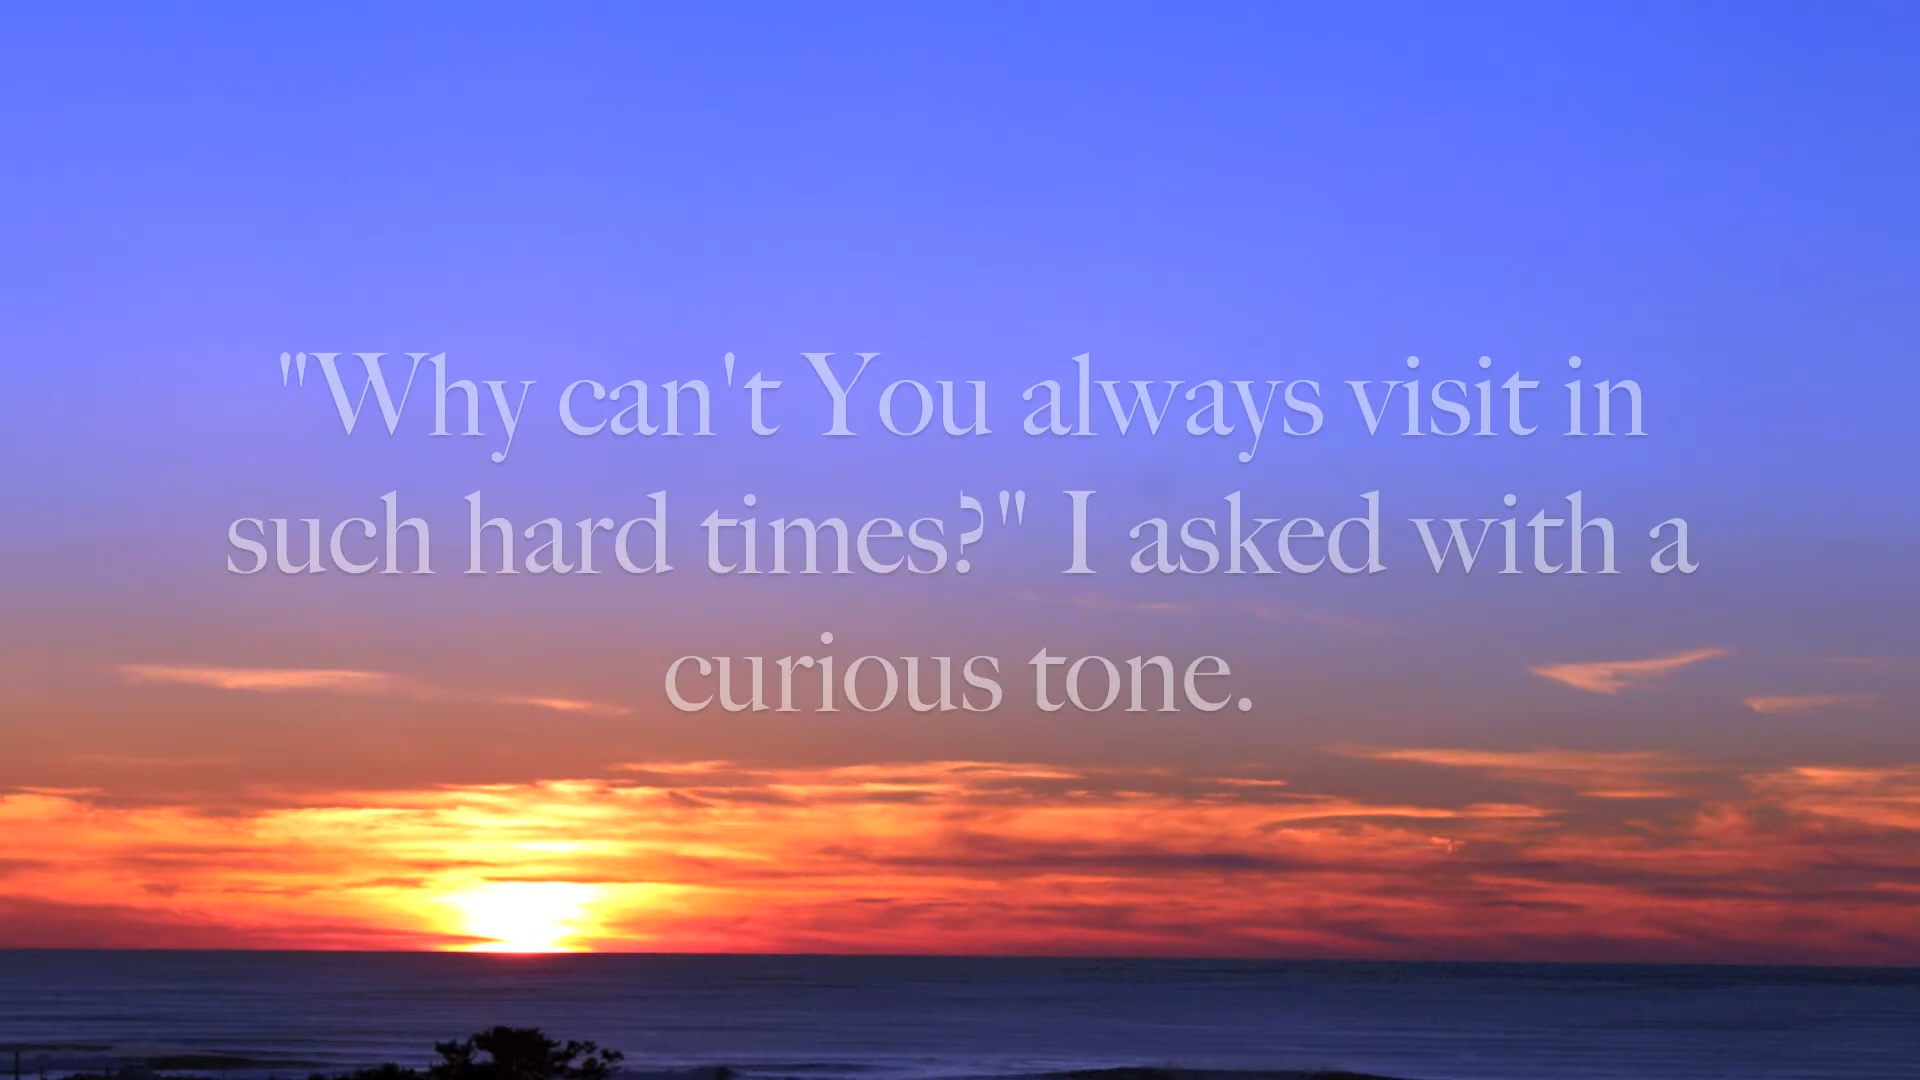 "Why can't You always visit in
such hard times?" I asked with a
curious tone.